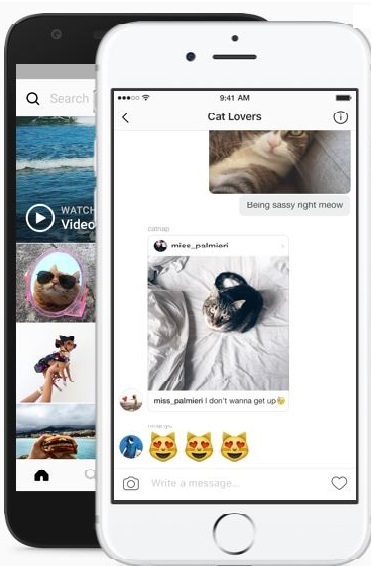 Search
WATCH
Video
9:41 AM
Cat Lovers
Being sassy right meow
catnap
miss_palmieri
miss_palmieri I don't wanna get up
Write a message...